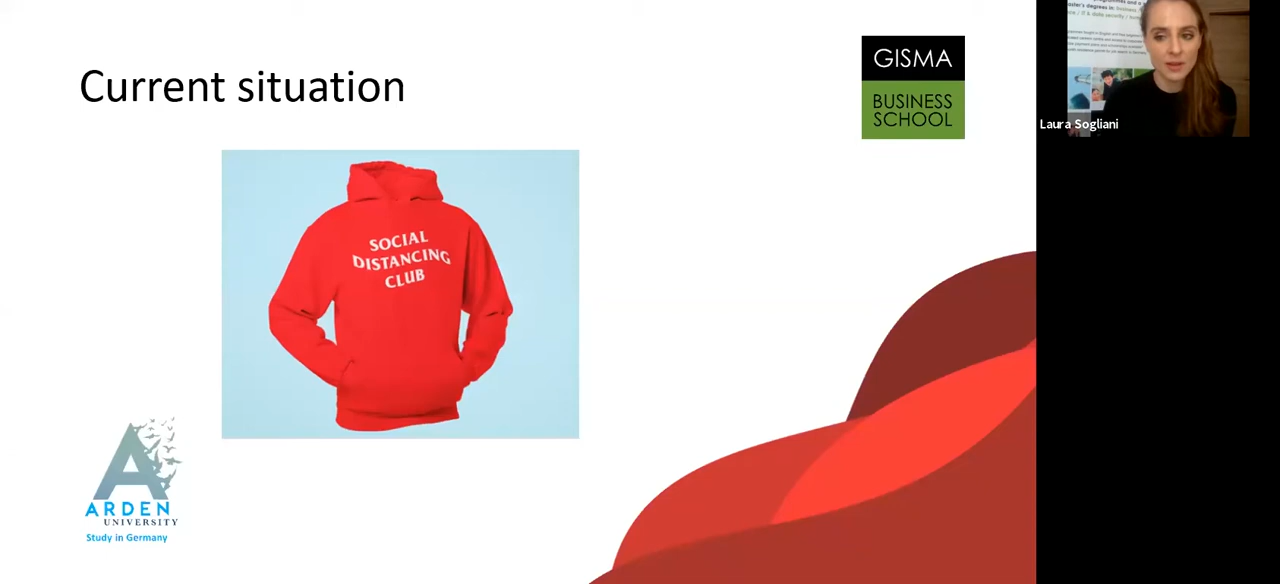 Current situation
GISMA
BUSINESS
SCHOOL
SOCIAL
DISTANCING
CLUB
ARDEN
UNIVERSITY
Study in Germany
Laura Sogliani